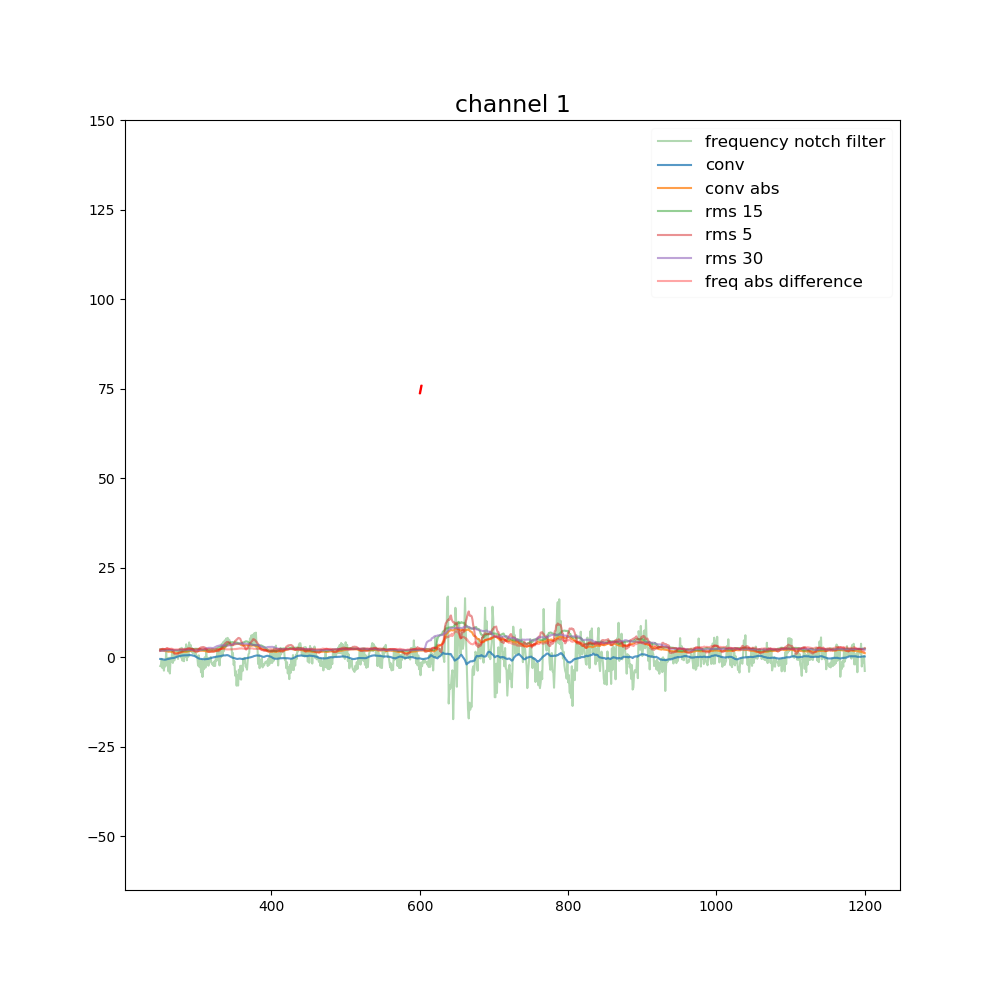 channel 1
150
125
100
75
50
25
0
−25
−50
400 600 800 1000 1200
frequency notch filter
conv
conv abs
rms 15
rms 5
rms 30
freq abs difference